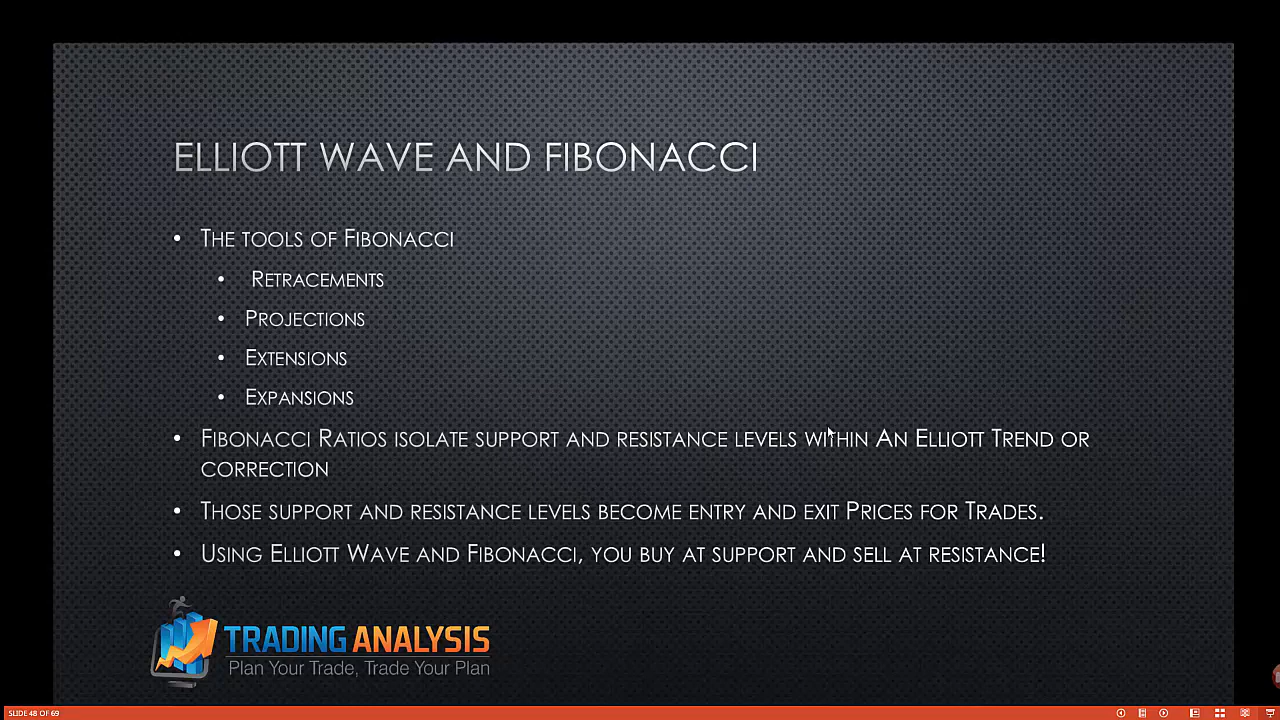 ELLIOTT WAVE AND FIBONACCI
• THE TOOLS OF FIBONACCI
• RETRACEMENTS
• PROJECTIONS
• EXTENSIONS
• EXPANSIONS
• FIBONACCI RATIOS ISOLATE SUPPORT AND RESISTANCE LEVELS WITHIN AN ELLIOTT TREND OR
CORRECTION
• THOSE SUPPORT AND RESISTANCE LEVELS BECOME ENTRY AND EXIT PRICES FOR TRADES.
• USING ELLIOTT WAVE AND FIBONACCI, YOU BUY AT SUPPORT AND SELL AT RESISTANCE!
TRADING ANALYSIS
Plan Your Trade, Trade Your Plan
SLIDE 48 OF 69